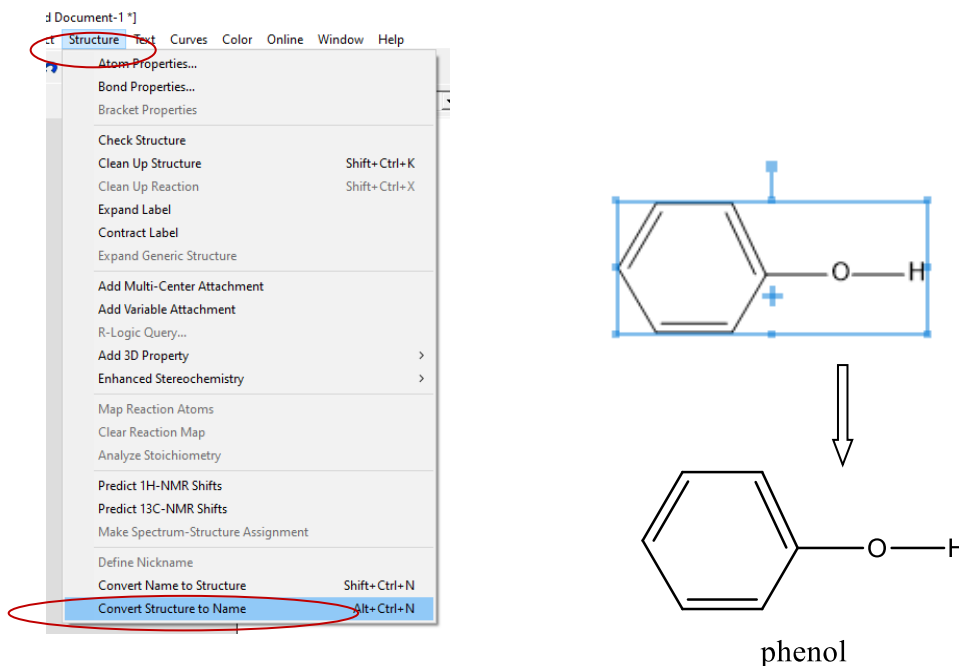 d Document-1 *]
ct Structure Text Curves Color Online Window Help
Atom Properties...
Bond Properties...
Bracket Properties
Check Structure
Clean Up Structure Shift+Ctrl+K
Clean Up Reaction Shift+Ctrl+X
Expand Label
Contract Label
Expand Generic Structure
Add Multi-Center Attachment
Add Variable Attachment
R-Logic Query...
Add 3D Property >
Enhanced Stereochemistry >
Map Reaction Atoms
Clear Reaction Map
Analyze Stoichiometry
Predict 1H-NMR Shifts
Predict 13C-NMR Shifts
Make Spectrum-Structure Assignment
Define Nickname
Convert Name to Structure Shift+Ctrl+N
Convert Structure to Name Alt+Ctrl+N
O H
O H
phenol